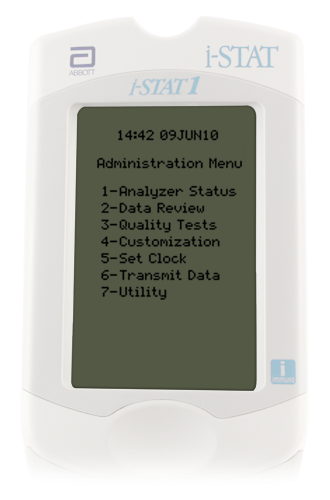 ABBOTT
i-STAT
i-STAT 1
14:42 09JUN10
Administration Menu
1-Analyzer Status
2-Data Review
3-Quality Tests
4-Customization
5-Set Clock
6-Transmit Data
7-Utility
i